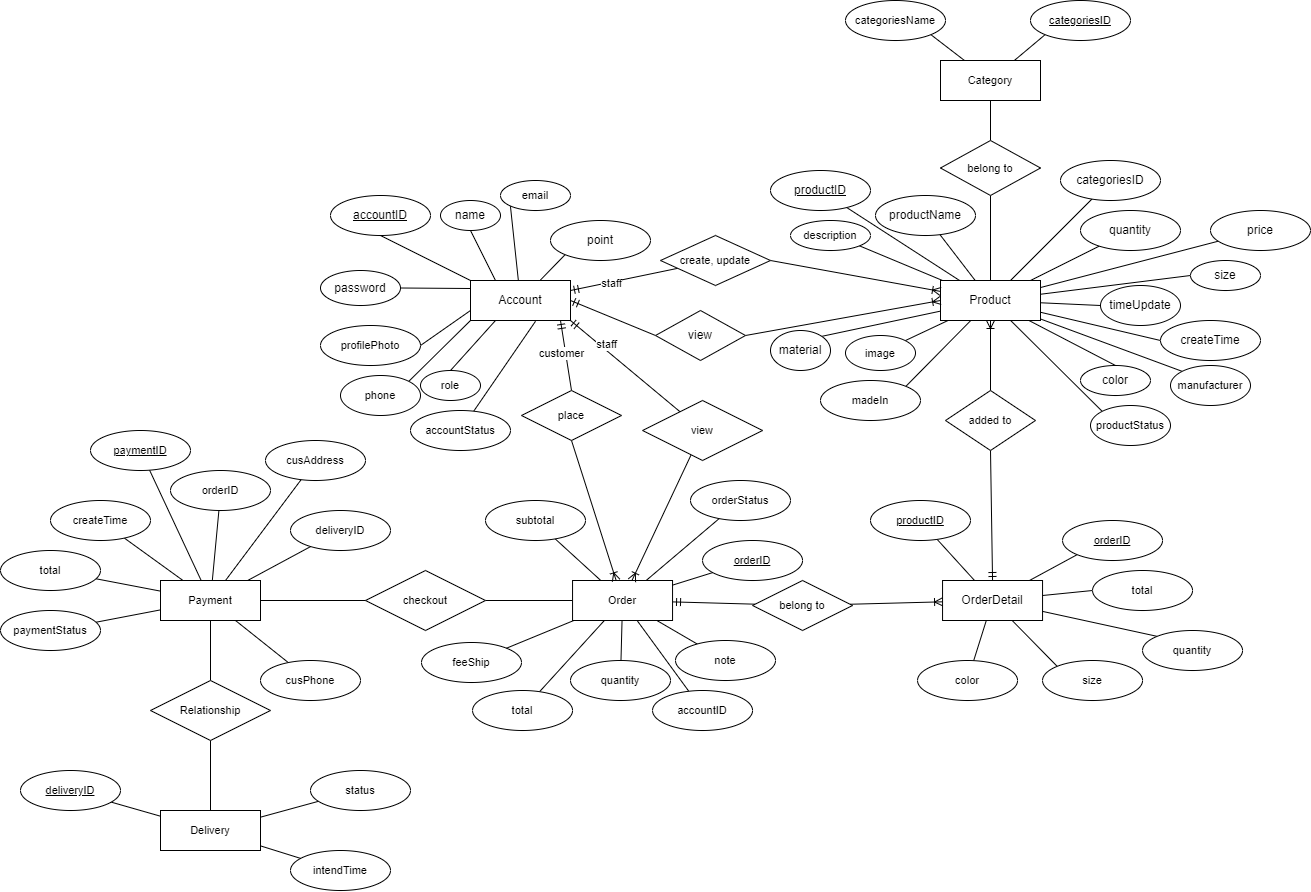 categoriesName
categoriesID
Category
belong to
productID
productName
categoriesID
description
quantity
price
size
timeUpdate
createTime
manufacturer
color
productStatus
material
image
madeIn
Product
accountID
name
email
point
password
profilePhoto
phone
role
accountStatus
Account
staff
create, update
view
customer
staff
place
view
added to
paymentID
cusAddress
orderID
createTime
deliveryID
total
paymentStatus
cusPhone
Payment
checkout
subtotal
orderStatus
orderID
Order
feeShip
total
quantity
accountID
note
belong to
productID
orderID
total
quantity
size
color
OrderDetail
Relationship
deliveryID
status
Delivery
intendTime